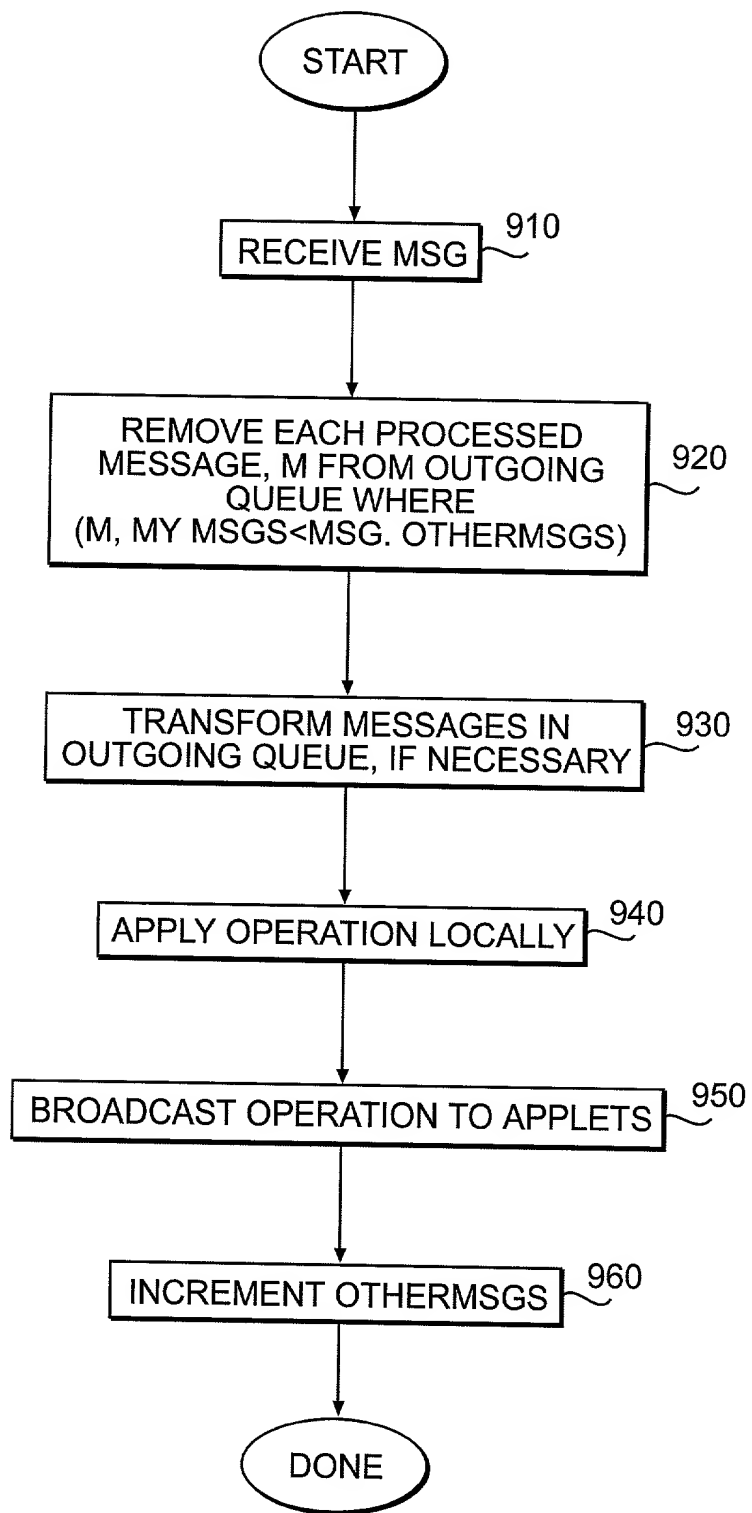 START
RECEIVE MSG
910
REMOVE EACH PROCESSED
MESSAGE, M FROM OUTGOING
QUEUE WHERE
(M, MY MSGS<MSG. OTHERMSGS)
920
TRANSFORM MESSAGES IN
OUTGOING QUEUE, IF NECESSARY
930
APPLY OPERATION LOCALLY
940
BROADCAST OPERATION TO APPLETS
950
INCREMENT OTHERMSGS
960
DONE